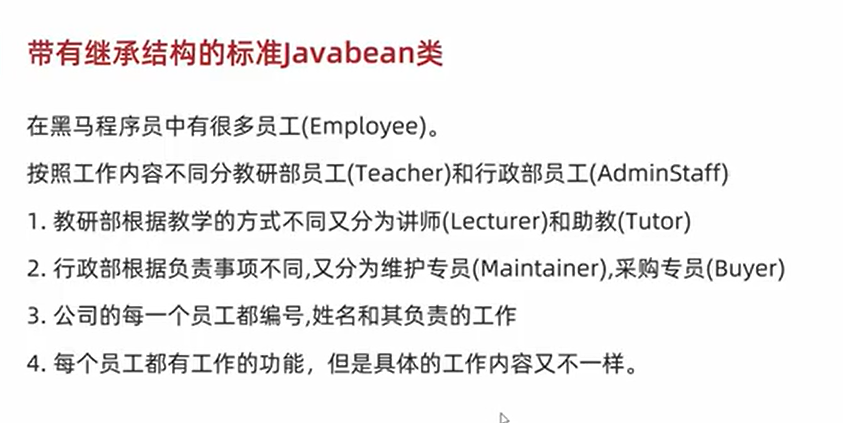 带有继承结构的标准Javabean类
在黑马程序员中有很多员工(Employee)。
按照工作内容不同分教研部员工(Teacher)和行政部员工(AdminStaff)
1. 教研部根据教学的方式不同又分为讲师(Lecturer)和助教(Tutor)
2. 行政部根据负责事项不同,又分为维护专员(Maintainer),采购专员(Buyer)
3. 公司的每一个员工都编号,姓名和其负责的工作
4. 每个员工都有工作的功能，但是具体的工作内容又不一样。